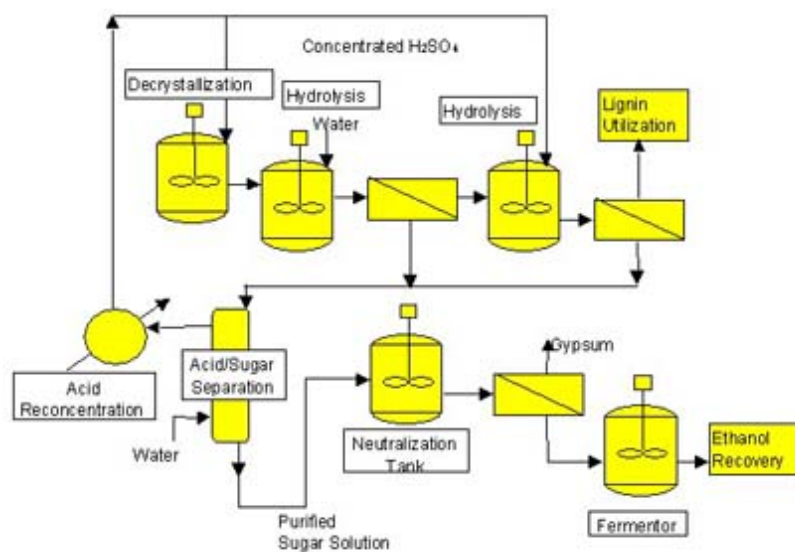 Concentrated H₂SO₄
Decrystallization
Hydrolysis
Water
Hydrolysis
Lignin
Utilization
Acid
Reconcentration
Acid/Sugar
Separation
Water
Purified
Sugar Solution
Neutralization
Tank
Gypsum
Fermentor
Ethanol
Recovery